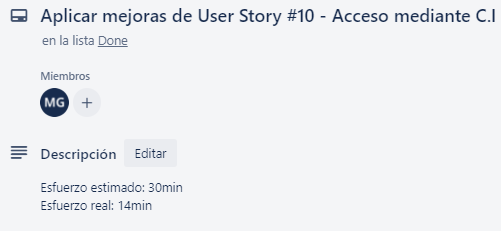 Aplicar mejoras de User Story #10 - Acceso mediante C.I
en la lista Done
Miembros
MG +
Descripción Editar
Esfuerzo estimado: 30min
Esfuerzo real: 14min